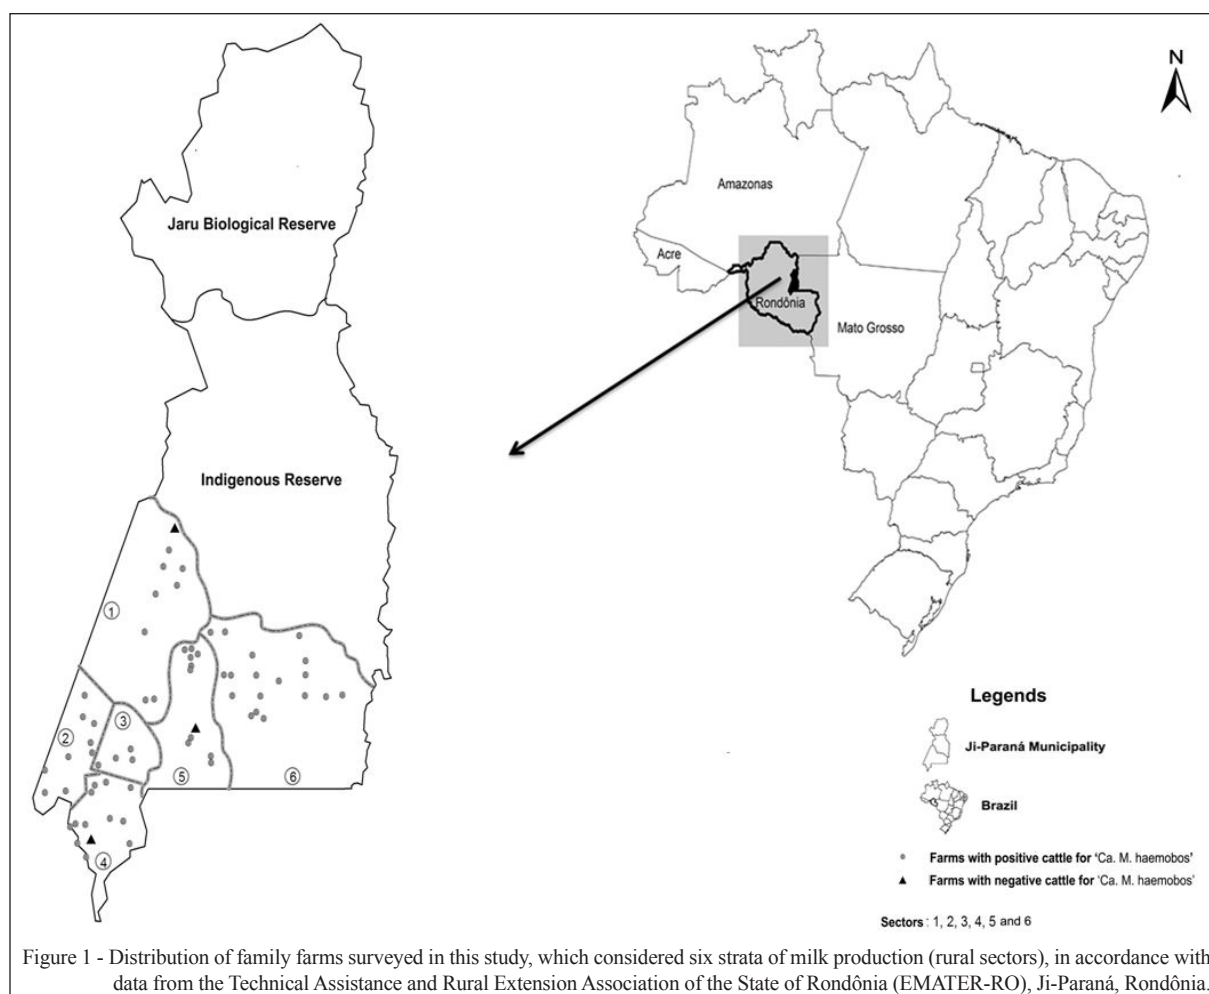 N
Jaru Biological Reserve
Indigenous Reserve
1
2
3
4
5
6
Amazonas
Acre
Rondônia
Mato Grosso
Legends
Ji-Paraná Municipality
Brazil
Farms with positive cattle for 'Ca. M. haemobos'
Farms with negative cattle for 'Ca. M. haemobos'
Sectors : 1, 2, 3, 4, 5 and 6
Figure 1 - Distribution of family farms surveyed in this study, which considered six strata of milk production (rural sectors), in accordance with
data from the Technical Assistance and Rural Extension Association of the State of Rondônia (EMATER-RO), Ji-Paraná, Rondônia.